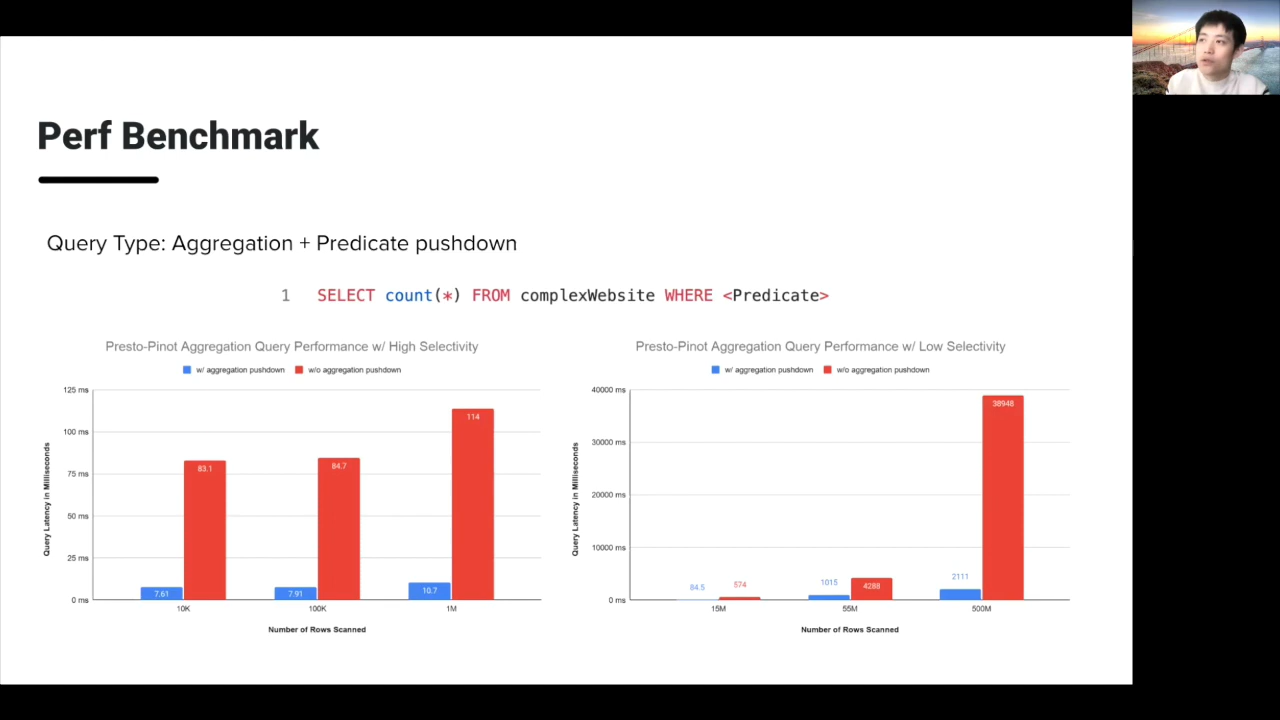 Perf Benchmark
Query Type: Aggregation + Predicate pushdown
1 SELECT count(*) FROM complexWebsite WHERE <Predicate>
Presto-Pinot Aggregation Query Performance w/ High Selectivity
w/ aggregation pushdown w/o aggregation pushdown
125 ms
100 ms
75 ms
50 ms
25 ms
0 ms
Query Latency in Milliseconds
7.61
83.1
7.91
84.7
10.7
114
10K 100K 1M
Number of Rows Scanned
Presto-Pinot Aggregation Query Performance w/ Low Selectivity
w/ aggregation pushdown w/o aggregation pushdown
40000 ms
30000 ms
20000 ms
10000 ms
0 ms
Query Latency in Milliseconds
84.5
574
1015
4288
2111
38948
15M 55M 500M
Number of Rows Scanned